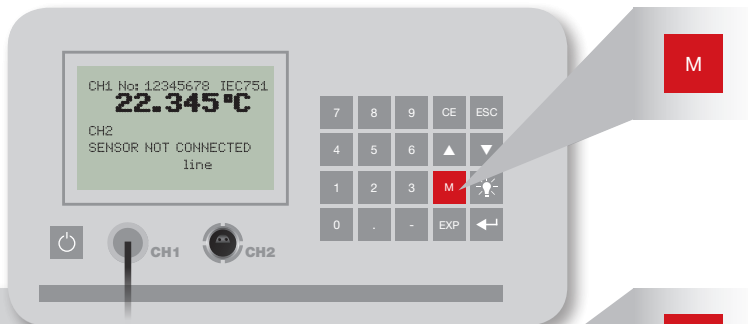 CH1 No: 12345678 IEC751
22.345°C
CH2
SENSOR NOT CONNECTED
line
7 8 9 CE ESC
4 5 6 ▲ ▼
1 2 3 M
0 . - EXP
CH1
CH2
M